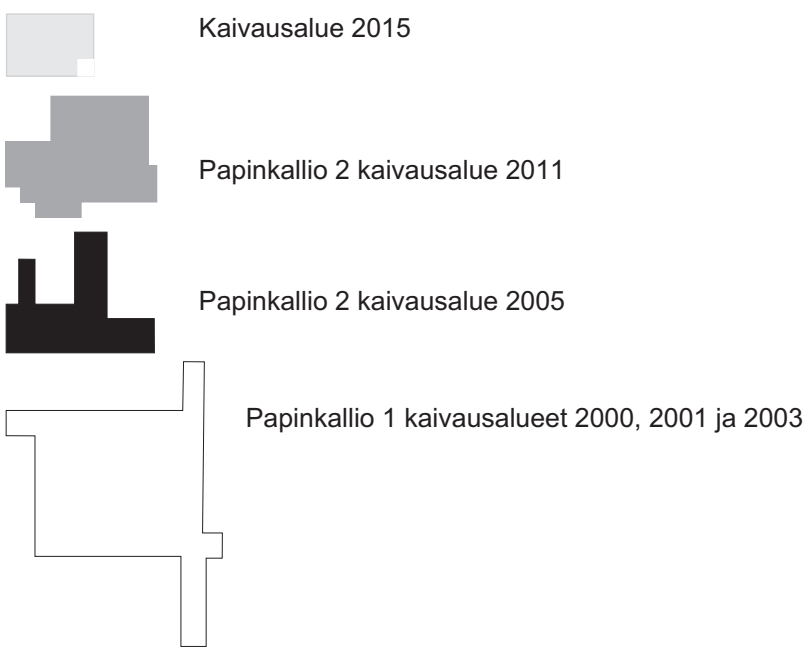 Kaivausalue 2015
Papinkallio 2 kaivausalue 2011
Papinkallio 2 kaivausalue 2005
Papinkallio 1 kaivausalueet 2000, 2001 ja 2003